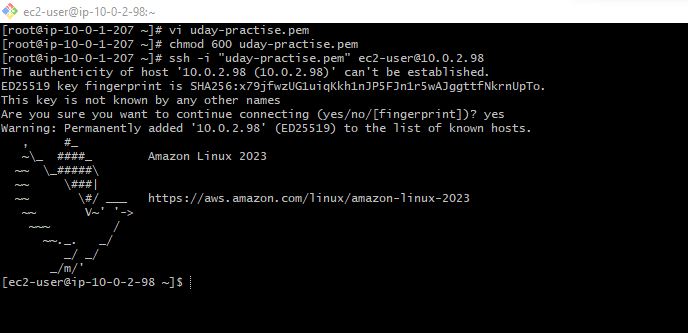 ec2-user@ip-10-0-2-98:~
[root@ip-10-0-1-207 ~]# vi uday-practise.pem
[root@ip-10-0-1-207 ~]# chmod 600 uday-practise.pem
[root@ip-10-0-1-207 ~]# ssh -i "uday-practise.pem" ec2-user@10.0.2.98
The authenticity of host '10.0.2.98 (10.0.2.98)' can't be established.
ED25519 key fingerprint is SHA256:x79jfwzUG1uiqKkh1nJP5FJn1r5wAJggttfNkrnUpTo.
This key is not known by any other names
Are you sure you want to continue connecting (yes/no/[fingerprint])? yes
Warning: Permanently added '10.0.2.98' (ED25519) to the list of known hosts.
   ,     #_
   ~\_  ####_        Amazon Linux 2023
  ~~  \_#####\
  ~~     \###|
  ~~       \#/ ___   https://aws.amazon.com/linux/amazon-linux-2023
   ~~       V~' '->
    ~~~         /
      ~~._.   _/
         _/ _/
       _/m/'
[ec2-user@ip-10-0-2-98 ~]$